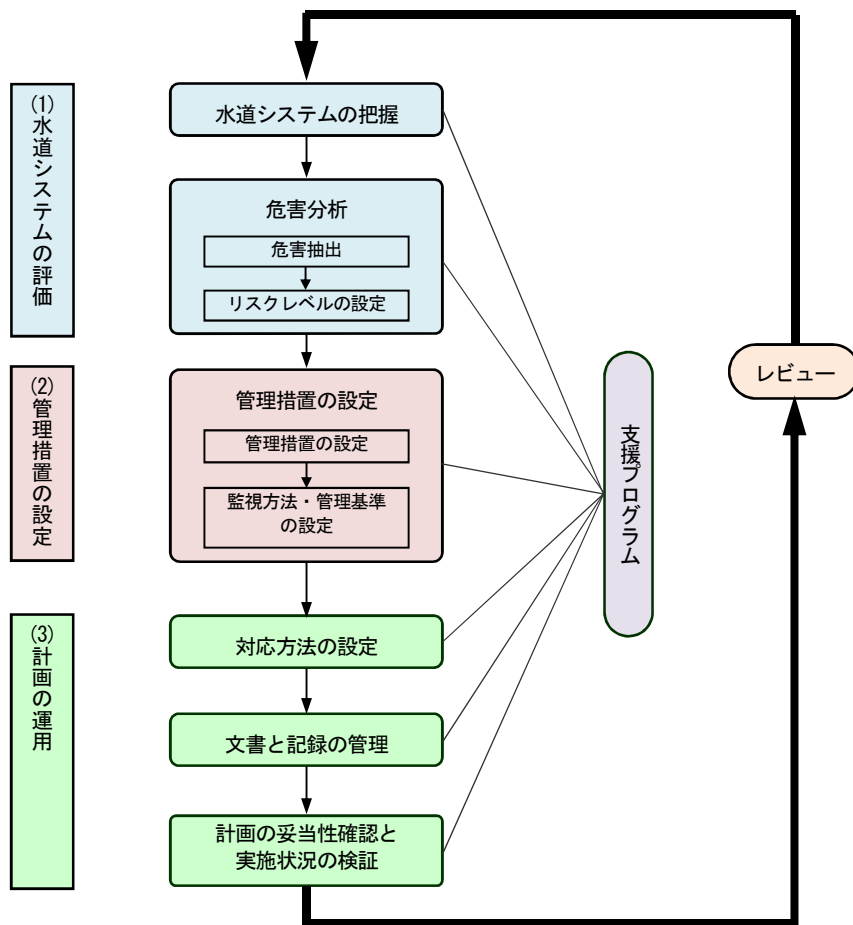 (1)水道システムの評価
水道システムの把握
危害分析
危害抽出
リスクレベルの設定
(2)管理措置の設定
管理措置の設定
管理措置の設定
監視方法・管理基準
の設定
(3)計画の運用
対応方法の設定
文書と記録の管理
計画の妥当性確認と
実施状況の検証
支援プログラム
レビュー